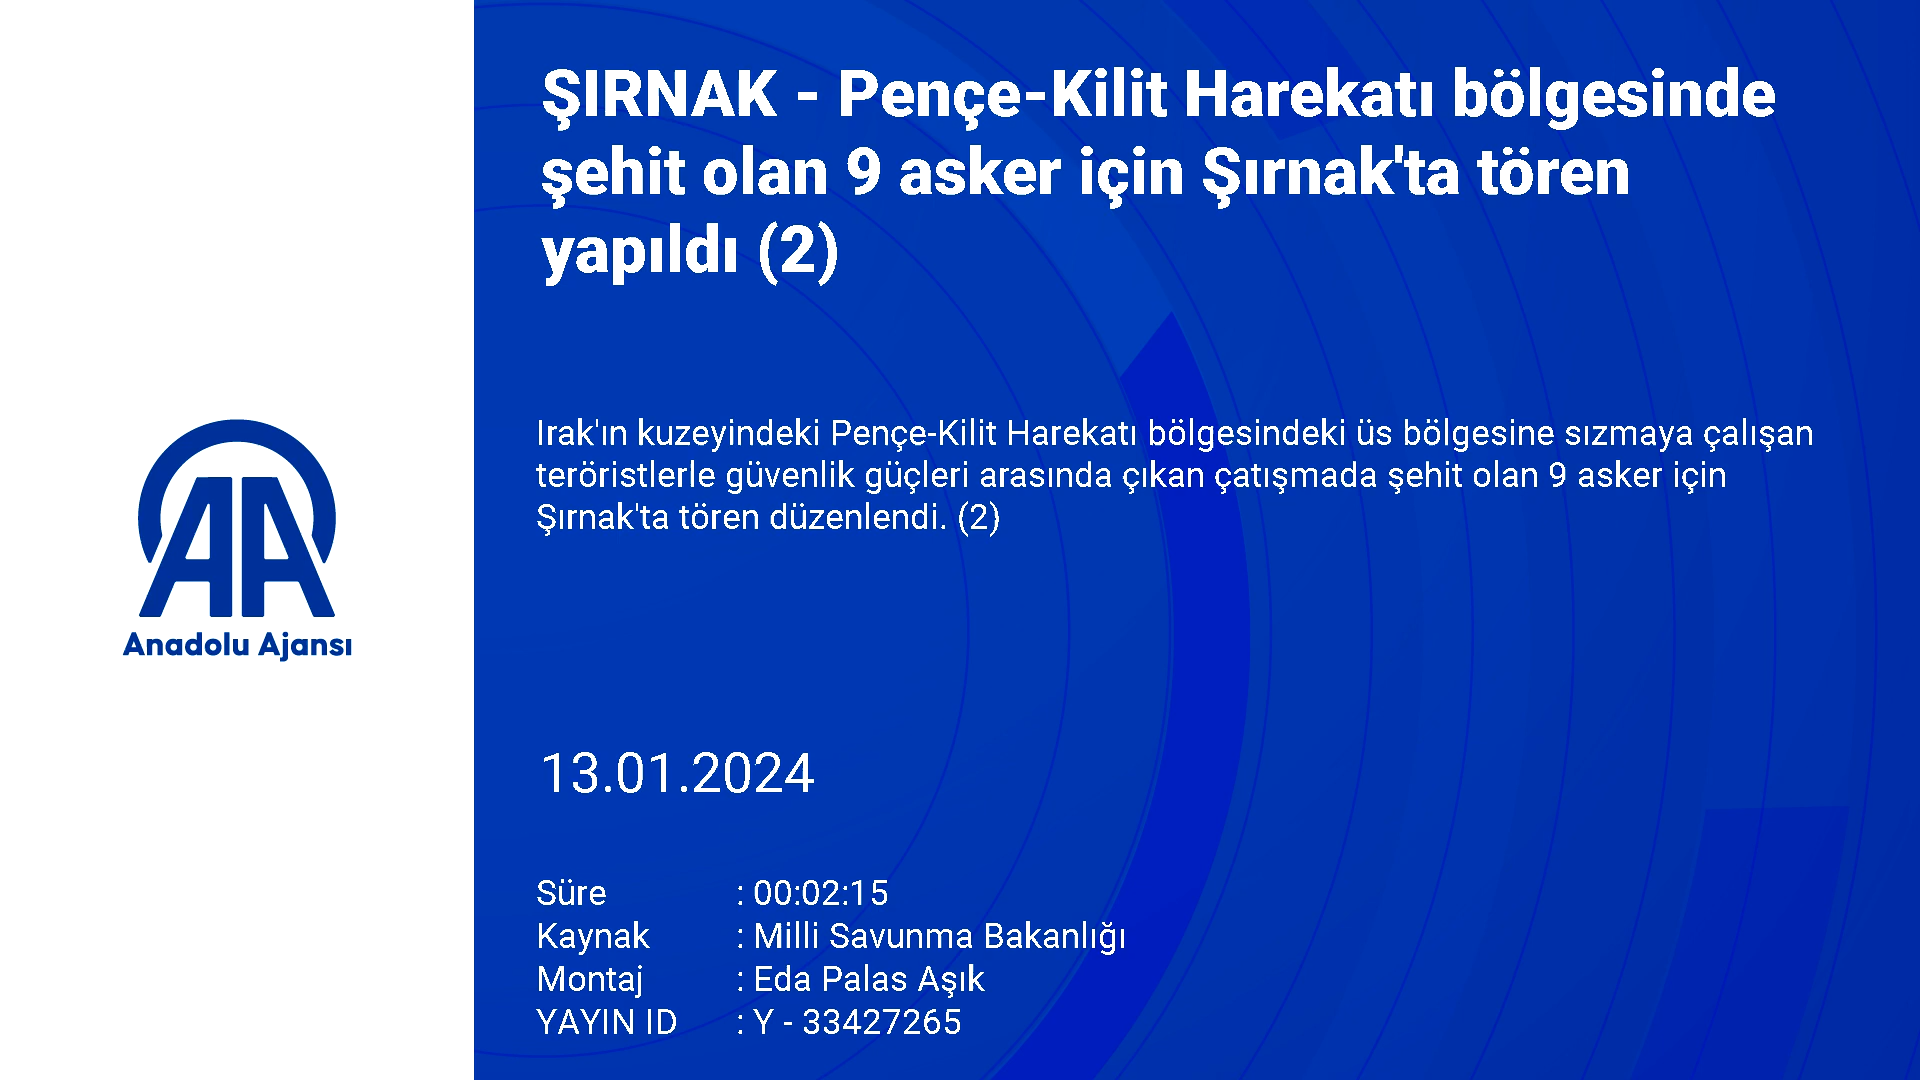 ŞIRNAK - Pençe-Kilit Harekatı bölgesinde
şehit olan 9 asker için Şırnak'ta tören
yapıldı (2)
Irak'ın kuzeyindeki Pençe-Kilit Harekatı bölgesindeki üs bölgesine sızmaya çalışan
teröristlerle güvenlik güçleri arasında çıkan çatışmada şehit olan 9 asker için
Şırnak'ta tören düzenlendi. (2)
AA
Anadolu Ajansı
13.01.2024
Süre : 00:02:15
Kaynak : Milli Savunma Bakanlığı
Montaj : Eda Palas Aşık
YAYIN ID : Y - 33427265